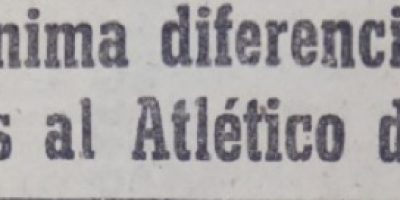 nima diferenci
s al Atlético d